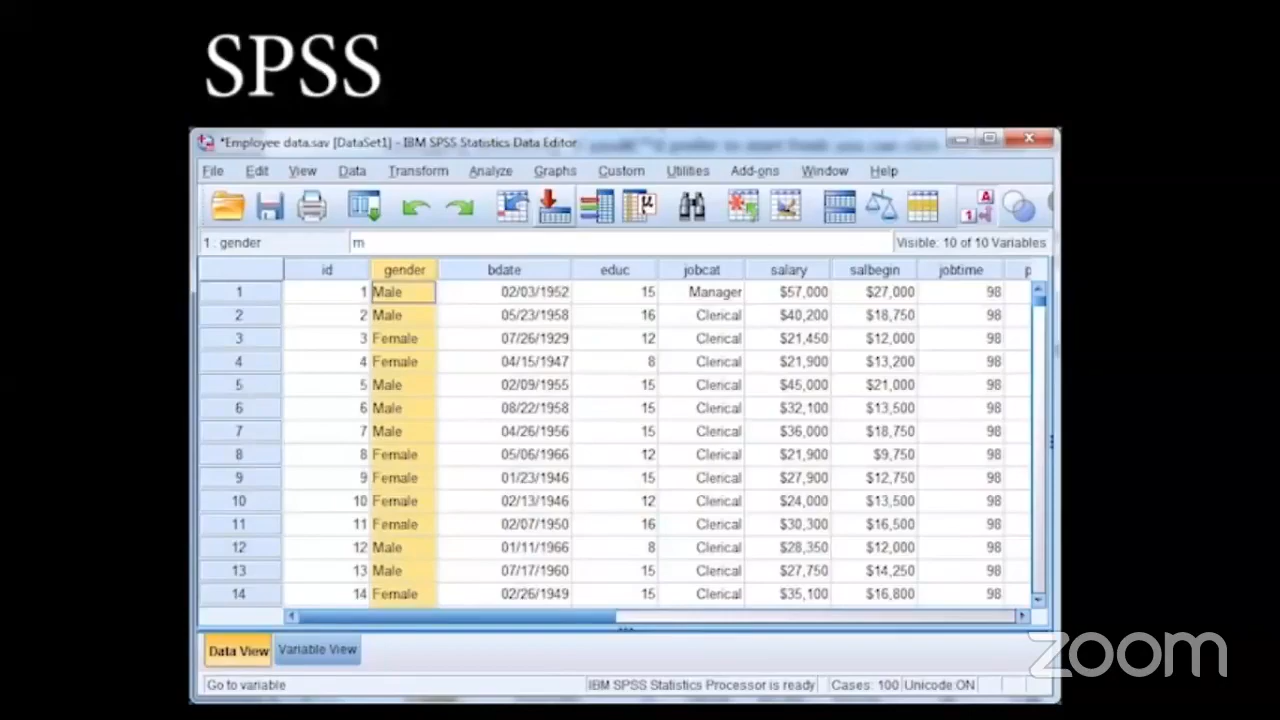 SPSS
*Employee data.sav [DataSet1] - IBM SPSS Statistics Data Editor
File Edit View Data Transform Analyze Graphs Custom Utilities Add-ons Window Help
1 : gender m Visible: 10 of 10 Variables
id gender bdate educ jobcat salary salbegin jobtime p
1 1 Male 02/03/1952 15 Manager $57,000 $27,000 98
2 2 Male 05/23/1958 16 Clerical $40,200 $18,750 98
3 3 Female 07/26/1929 12 Clerical $21,450 $12,000 98
4 4 Female 04/15/1947 8 Clerical $21,900 $13,200 98
5 5 Male 02/09/1955 15 Clerical $45,000 $21,000 98
6 6 Male 08/22/1958 15 Clerical $32,100 $13,500 98
7 7 Male 04/26/1956 15 Clerical $36,000 $18,750 98
8 8 Female 05/06/1966 12 Clerical $21,900 $9,750 98
9 9 Female 01/23/1946 15 Clerical $27,900 $12,750 98
10 10 Female 02/13/1946 12 Clerical $24,000 $13,500 98
11 11 Female 02/07/1950 16 Clerical $30,300 $16,500 98
12 12 Male 01/11/1966 8 Clerical $28,350 $12,000 98
13 13 Male 07/17/1960 15 Clerical $27,750 $14,250 98
14 14 Female 02/26/1949 15 Clerical $35,100 $16,800 98
Data View Variable View
zoom
Go to variable IBM SPSS Statistics Processor is ready Cases: 100 Unicode:ON